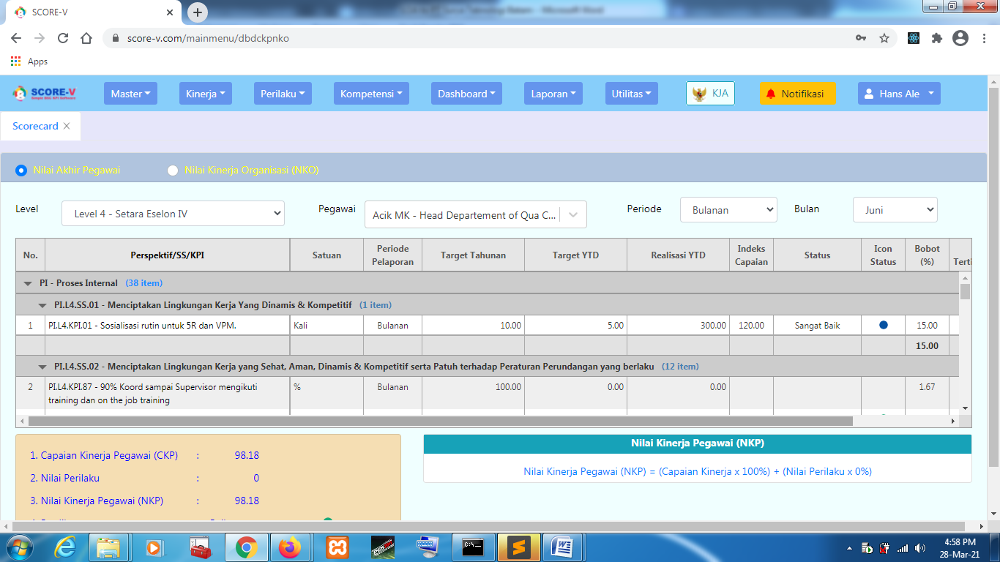 SCORE-V
score-v.com/mainmenu/dbdckpnko
Apps
SCORE-V
Simple BSC KPI Software
Master
Kinerja
Perilaku
Kompetensi
Dashboard
Laporan
Utilitas
KJA
Notifikasi
Hans Ale
Scorecard
Nilai Akhir Pegawai
Nilai Kinerja Organisasi (NKO)
Level
Level 4 - Setara Eselon IV
Pegawai
Acik MK - Head Departement of Qua C...
Periode
Bulanan
Bulan
Juni
No. Perspektif/SS/KPI Satuan Periode Pelaporan Target Tahunan Target YTD Realisasi YTD Indeks Capaian Status Icon Status Bobot (%) Terti
PI - Proses Internal (38 item)
PI.L4.SS.01 - Menciptakan Lingkungan Kerja Yang Dinamis & Kompetitif (1 item)
1 PI.L4.KPI.01 - Sosialisasi rutin untuk 5R dan VPM. Kali Bulanan 10.00 5.00 300.00 120.00 Sangat Baik 15.00
15.00
PI.L4.SS.02 - Menciptakan Lingkungan Kerja yang Sehat, Aman, Dinamis & Kompetitif serta Patuh terhadap Peraturan Perundangan yang berlaku (12 item)
2 PI.L4.KPI.87 - 90% Koord sampai Supervisor mengikuti % Bulanan 100.00 0.00 0.00 1.67
training dan on the job training
1. Capaian Kinerja Pegawai (CKP) : 98.18
2. Nilai Perilaku : 0
3. Nilai Kinerja Pegawai (NKP) : 98.18
Nilai Kinerja Pegawai (NKP)
Nilai Kinerja Pegawai (NKP) = (Capaian Kinerja x 100%) + (Nilai Perilaku x 0%)
4:58 PM
28-Mar-21